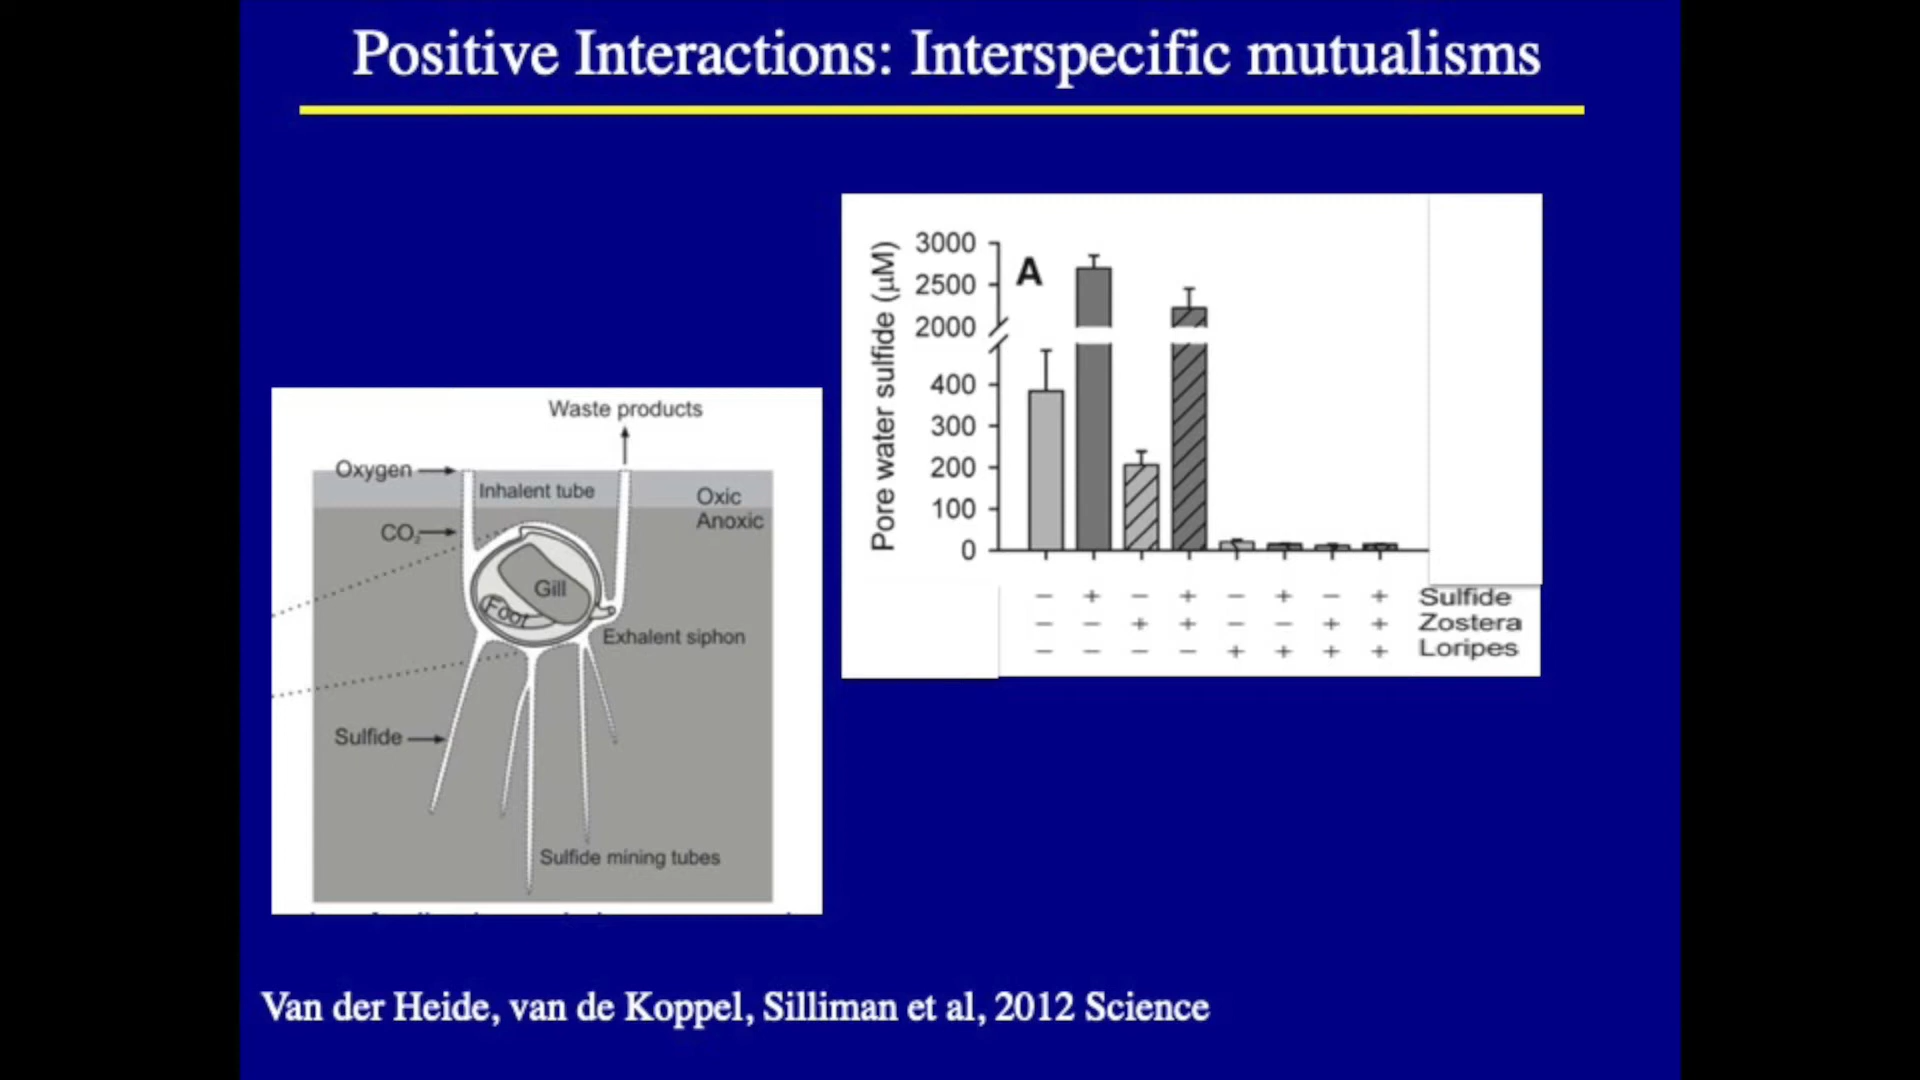 Positive Interactions: Interspecific mutualisms
Waste products
Oxygen
Inhalent tube
Oxic
Anoxic
CO₂
Gill
Foot
Exhalent siphon
Sulfide
Sulfide mining tubes
A
Pore water sulfide (µM)
3000
2500
2000
400
300
200
100
0
− + − + − + − + Sulfide
− − + + − − + + Zostera
− − − − + + + + Loripes
Van der Heide, van de Koppel, Silliman et al, 2012 Science